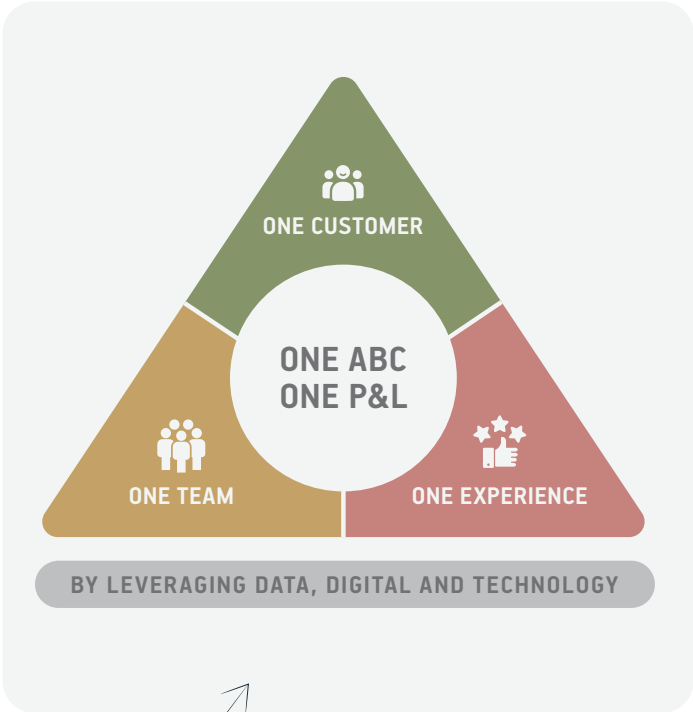 ONE CUSTOMER
ONE ABC
ONE P&L
ONE TEAM
ONE EXPERIENCE
BY LEVERAGING DATA, DIGITAL AND TECHNOLOGY